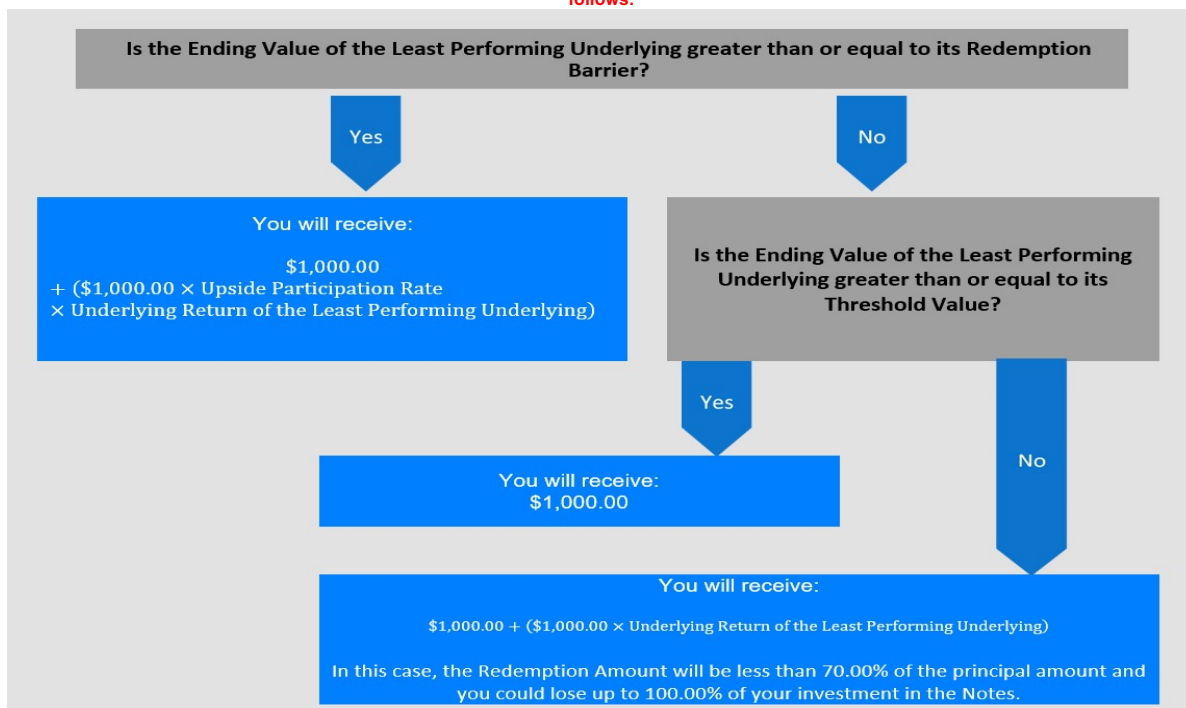 follows:
Is the Ending Value of the Least Performing Underlying greater than or equal to its Redemption
Barrier?
Yes
No
You will receive:
$1,000.00
+ ($1,000.00 × Upside Participation Rate
× Underlying Return of the Least Performing Underlying)
Is the Ending Value of the Least Performing
Underlying greater than or equal to its
Threshold Value?
Yes
No
You will receive:
$1,000.00
You will receive:
$1,000.00 + ($1,000.00 × Underlying Return of the Least Performing Underlying)
In this case, the Redemption Amount will be less than 70.00% of the principal amount and
you could lose up to 100.00% of your investment in the Notes.